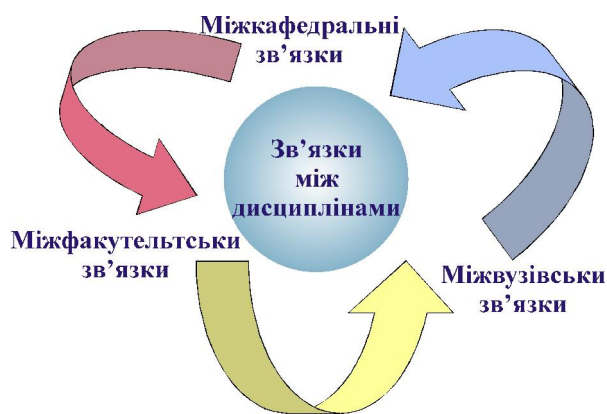 Міжкафедральні
зв’язки
Зв’язки
між
дисциплінами
Міжфакутельтськи
зв’язки
Міжвузівськи
зв’язки